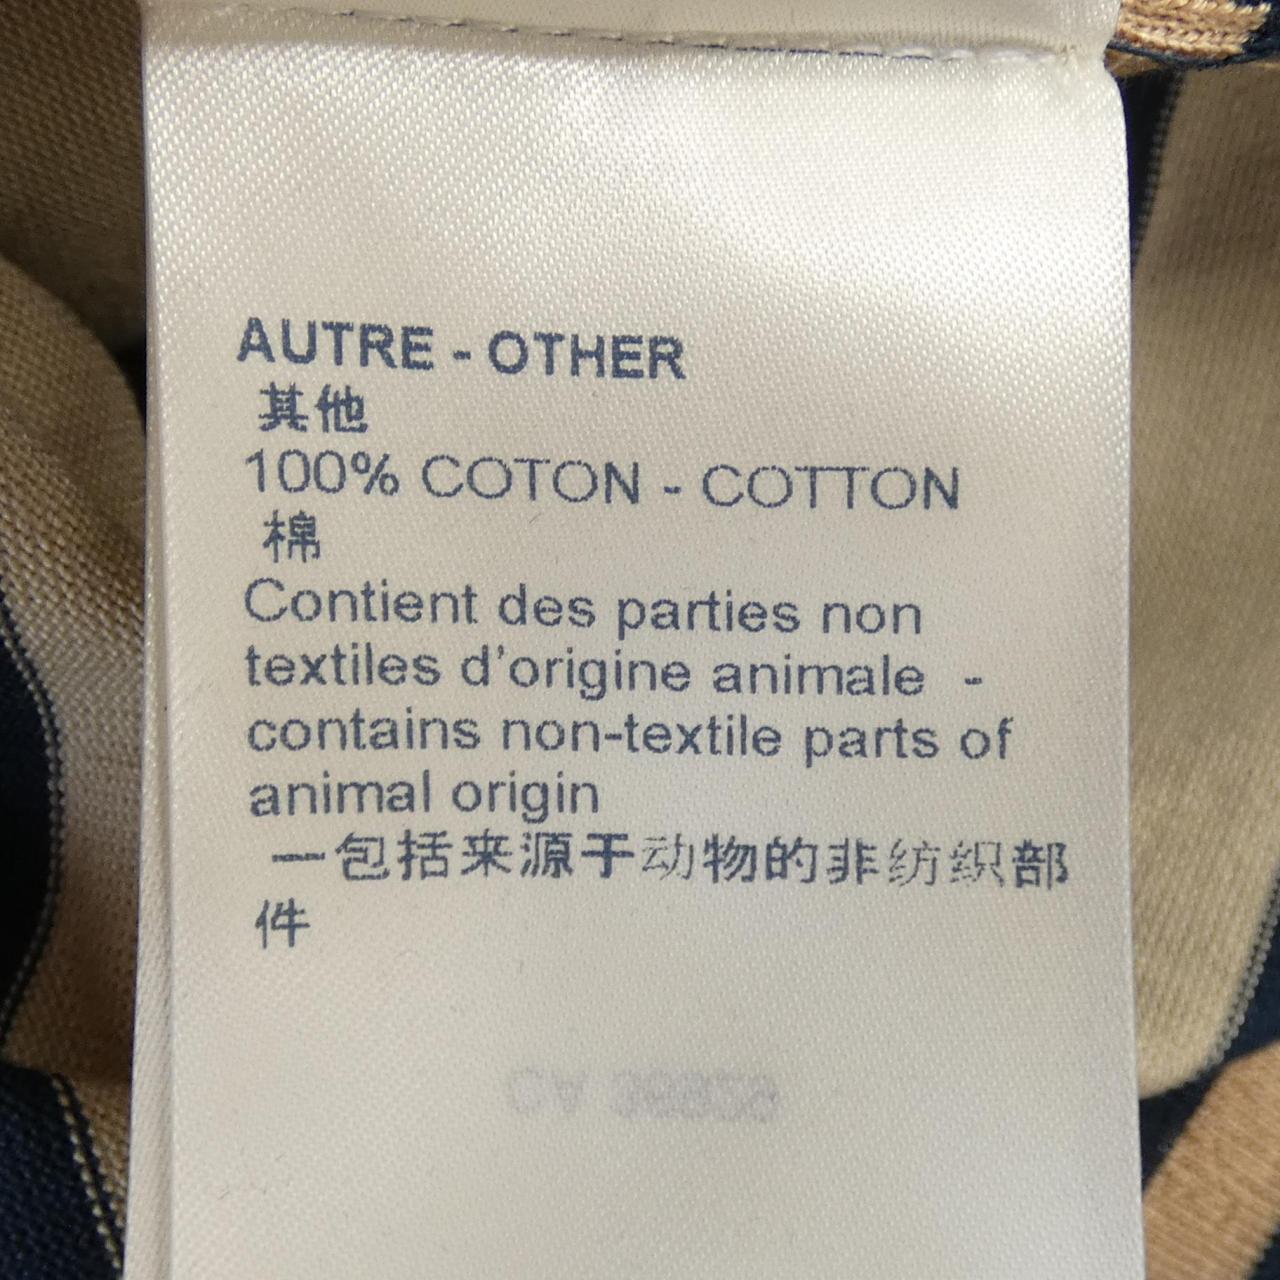 AUTRE - OTHER
其他
100% COTON - COTTON
棉
Contient des parties non
textiles d'origine animale -
contains non-textile parts of
animal origin
一包括来源于动物的非纺织部
件